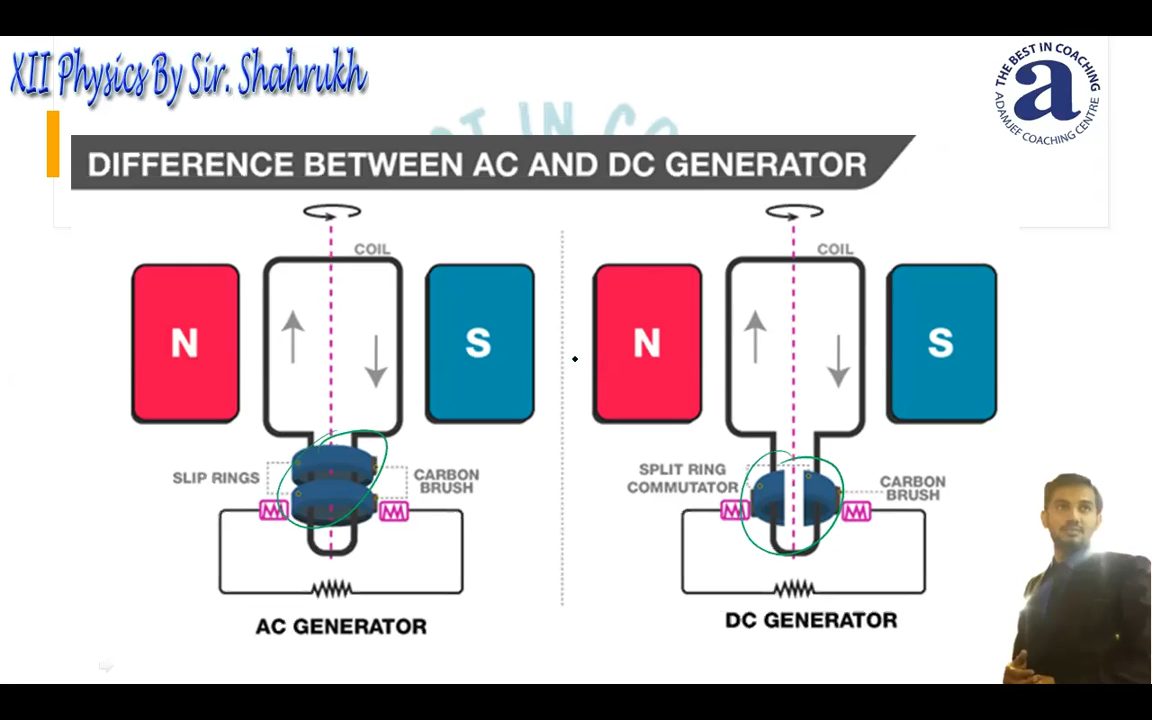 XII Physics By Sir. Shahrukh
THE BEST IN COACHING
a
ADAMJEE COACHING CENTRE
DIFFERENCE BETWEEN AC AND DC GENERATOR
COIL
N
S
SLIP RINGS
CARBON
BRUSH
AC GENERATOR
COIL
N
S
SPLIT RING
COMMUTATOR
CARBON
BRUSH
DC GENERATOR